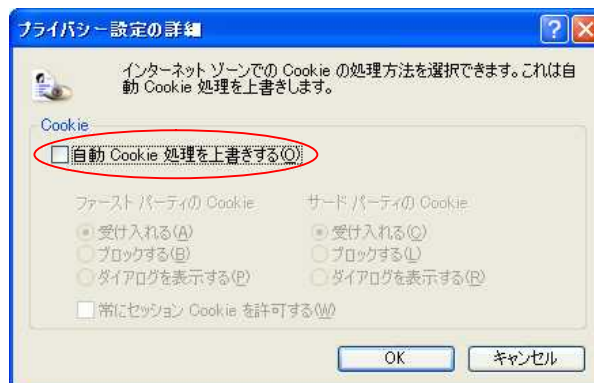 プライバシー設定の詳細
インターネット ゾーンでの Cookie の処理方法を選択できます。これは自
動 Cookie 処理を上書きします。
Cookie
自動 Cookie 処理を上書きする(O)
ファースト パーティの Cookie
サード パーティの Cookie
受け入れる(A)
受け入れる(C)
ブロックする(B)
ブロックする(L)
ダイアログを表示する(P)
ダイアログを表示する(R)
常にセッション Cookie を許可する(W)
OK
キャンセル